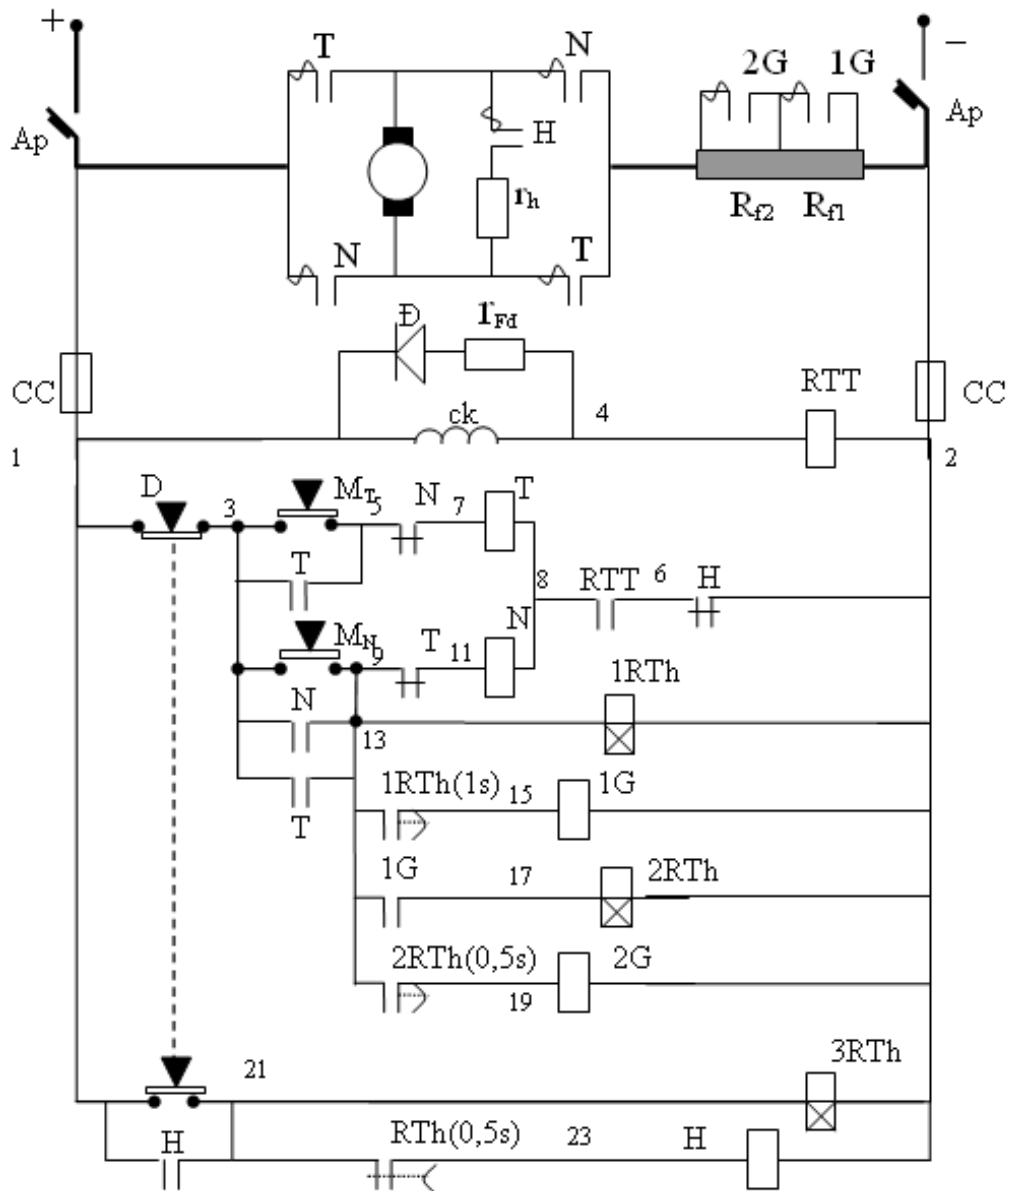 + −
T N 2G 1G
Ap Ap
H
r_h
R_f2 R_f1
N T
Đ r_Fd
CC CC
RTT
ck 4
1 2
D 3 M_T 5 N 7 T
T 8 RTT 6 H
M_N 9 T 11 N
1RTh
N
13
1RTh(1s) 15 1G
T
1G 17 2RTh
2RTh(0,5s) 2G
19
3RTh
21
H RTh(0,5s) 23 H